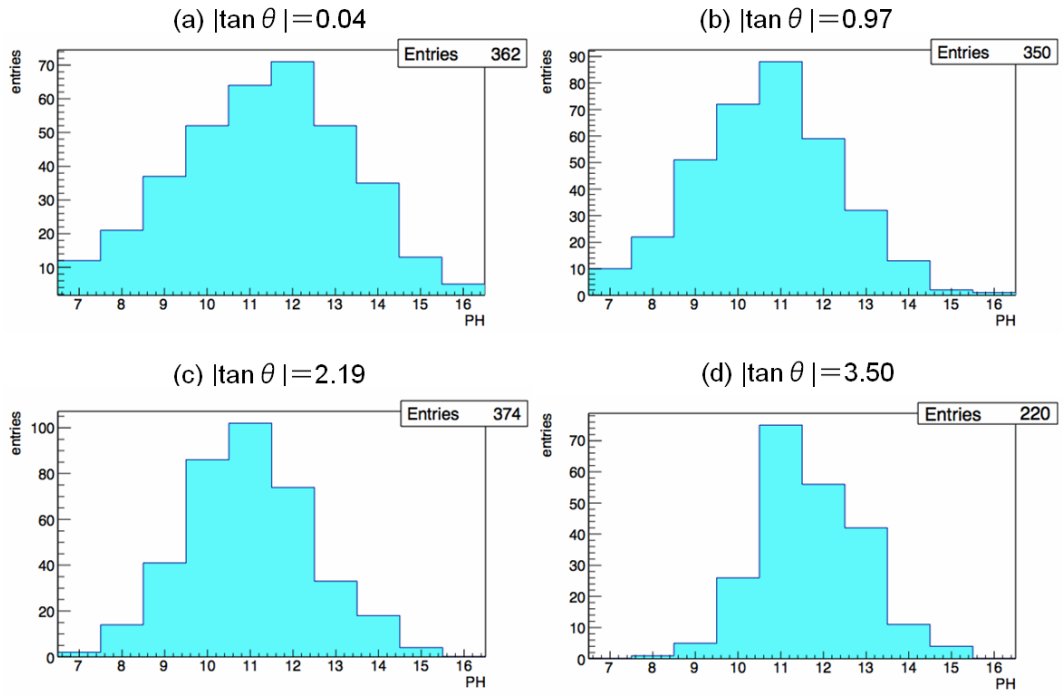 (a) |tan θ|＝0.04
Entries 362
entries
70
60
50
40
30
20
10
7 8 9 10 11 12 13 14 15 16
PH
(b) |tan θ|＝0.97
Entries 350
entries
90
80
70
60
50
40
30
20
10
0
7 8 9 10 11 12 13 14 15 16
PH
(c) |tan θ|＝2.19
Entries 374
entries
100
80
60
40
20
0
7 8 9 10 11 12 13 14 15 16
PH
(d) |tan θ|＝3.50
Entries 220
entries
70
60
50
40
30
20
10
0
7 8 9 10 11 12 13 14 15 16
PH